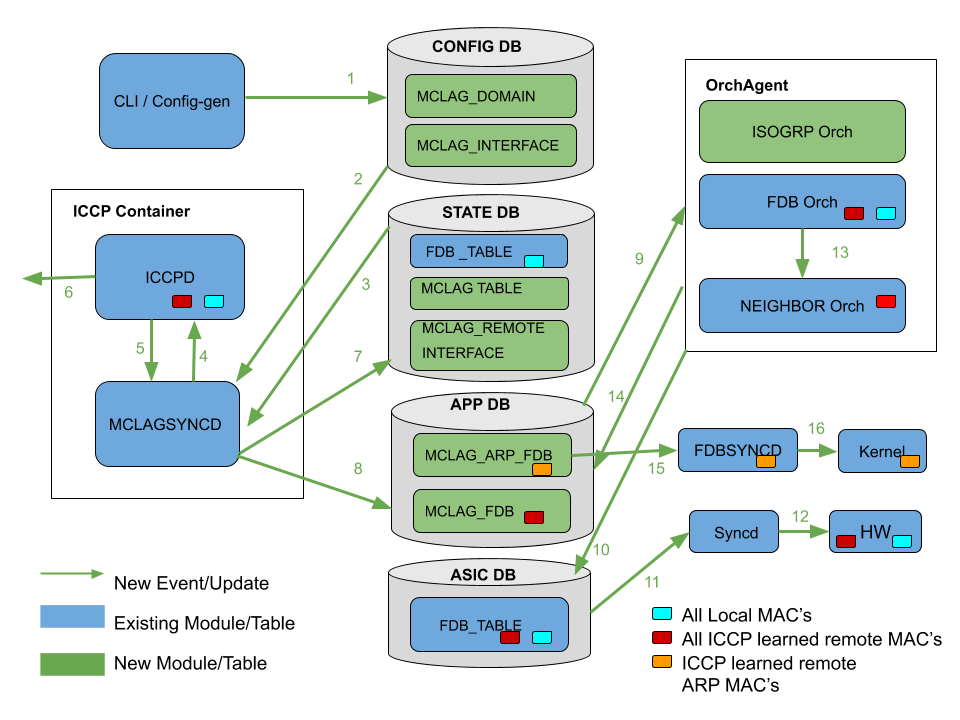 CONFIG DB
MCLAG_DOMAIN
MCLAG_INTERFACE
CLI / Config-gen
1
2
ICCP Container
ICCPD
6
5
4
MCLAGSYNCD
STATE DB
FDB _TABLE
MCLAG TABLE
MCLAG_REMOTE
INTERFACE
3
7
8
APP DB
MCLAG_ARP_FDB
MCLAG_FDB
ASIC DB
FDB_TABLE
OrchAgent
ISOGRP Orch
FDB Orch
13
NEIGHBOR Orch
9
14
15
10
FDBSYNCD
16
Kernel
Syncd
12
HW
11
New Event/Update
Existing Module/Table
New Module/Table
All Local MAC’s
All ICCP learned remote MAC’s
ICCP learned remote
ARP MAC’s